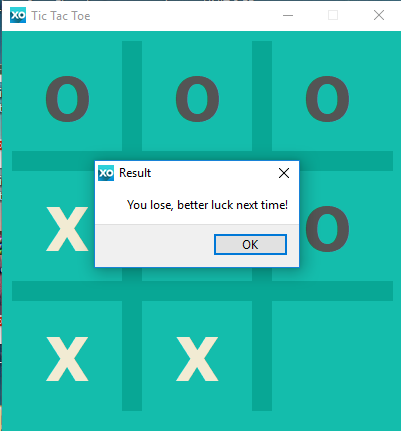 XO Tic Tac Toe
O O O
XO Result
You lose, better luck next time!
X O
OK
X X